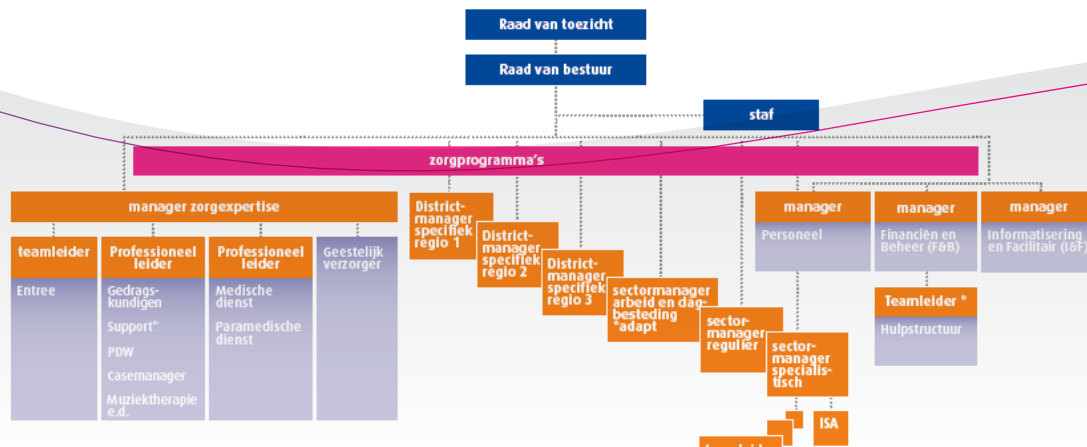 Raad van toezicht
Raad van bestuur
staf
zorgprogramma's
manager zorgexpertise
teamleider
Entree
Professioneel
leider
Gedrags-
kundigen
Support"
PDW
Casemanager
Muziektherapie
e.d.
Professioneel
leider
Medische
dienst
Paramedische
dienst
Geestelijk
verzorger
District-
manager
specifiek
regio 1
District-
manager
specifiek
regio 2
District-
manager
specifiek
regio 3
sectormanager
arbeid en dag-
besteding
*adapt
sector-
manager
regulier
sector-
manager
specialis-
tisch
ISA
manager
Personeel
manager
Financiën en
Beheer (F&B)
manager
Informatisering
en Facilitair (I&F)
Teamleider *
Hulpstructuur